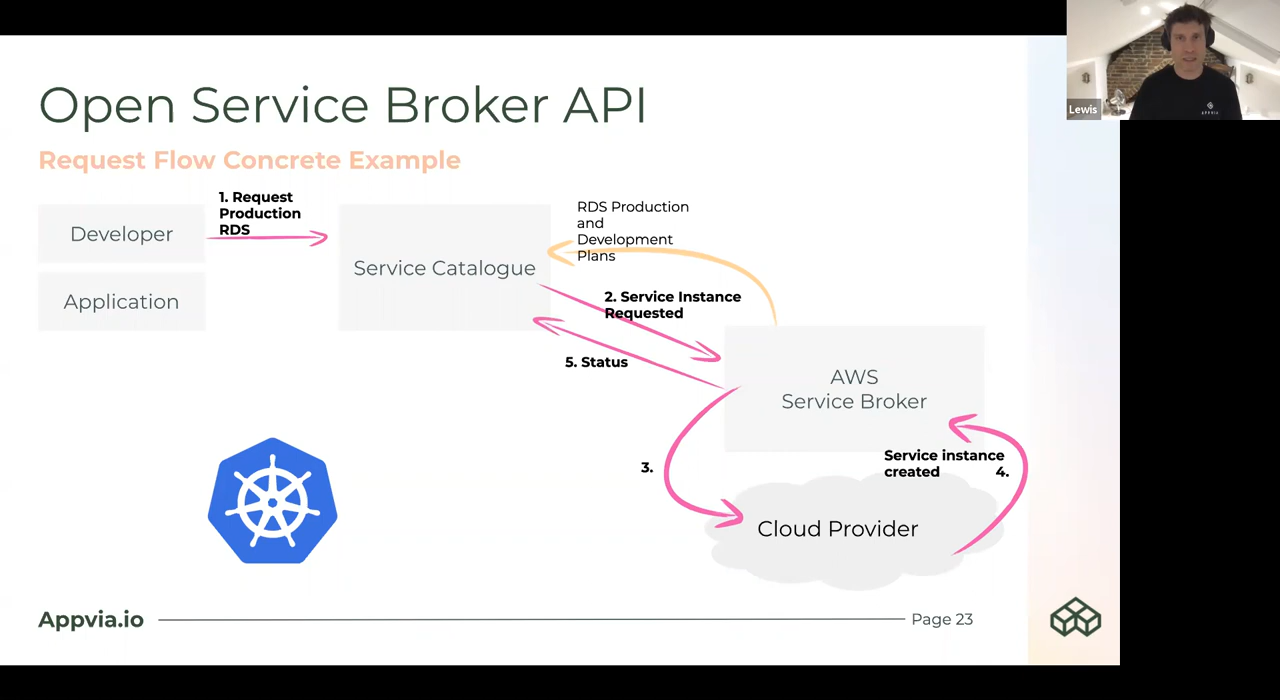 Open Service Broker API
Request Flow Concrete Example
1. Request
Production
RDS
Developer
Application
Service Catalogue
RDS Production
and
Development
Plans
2. Service Instance
Requested
5. Status
AWS
Service Broker
3.
Service instance
created 4.
Cloud Provider
Appvia.io
Page 23
Lewis